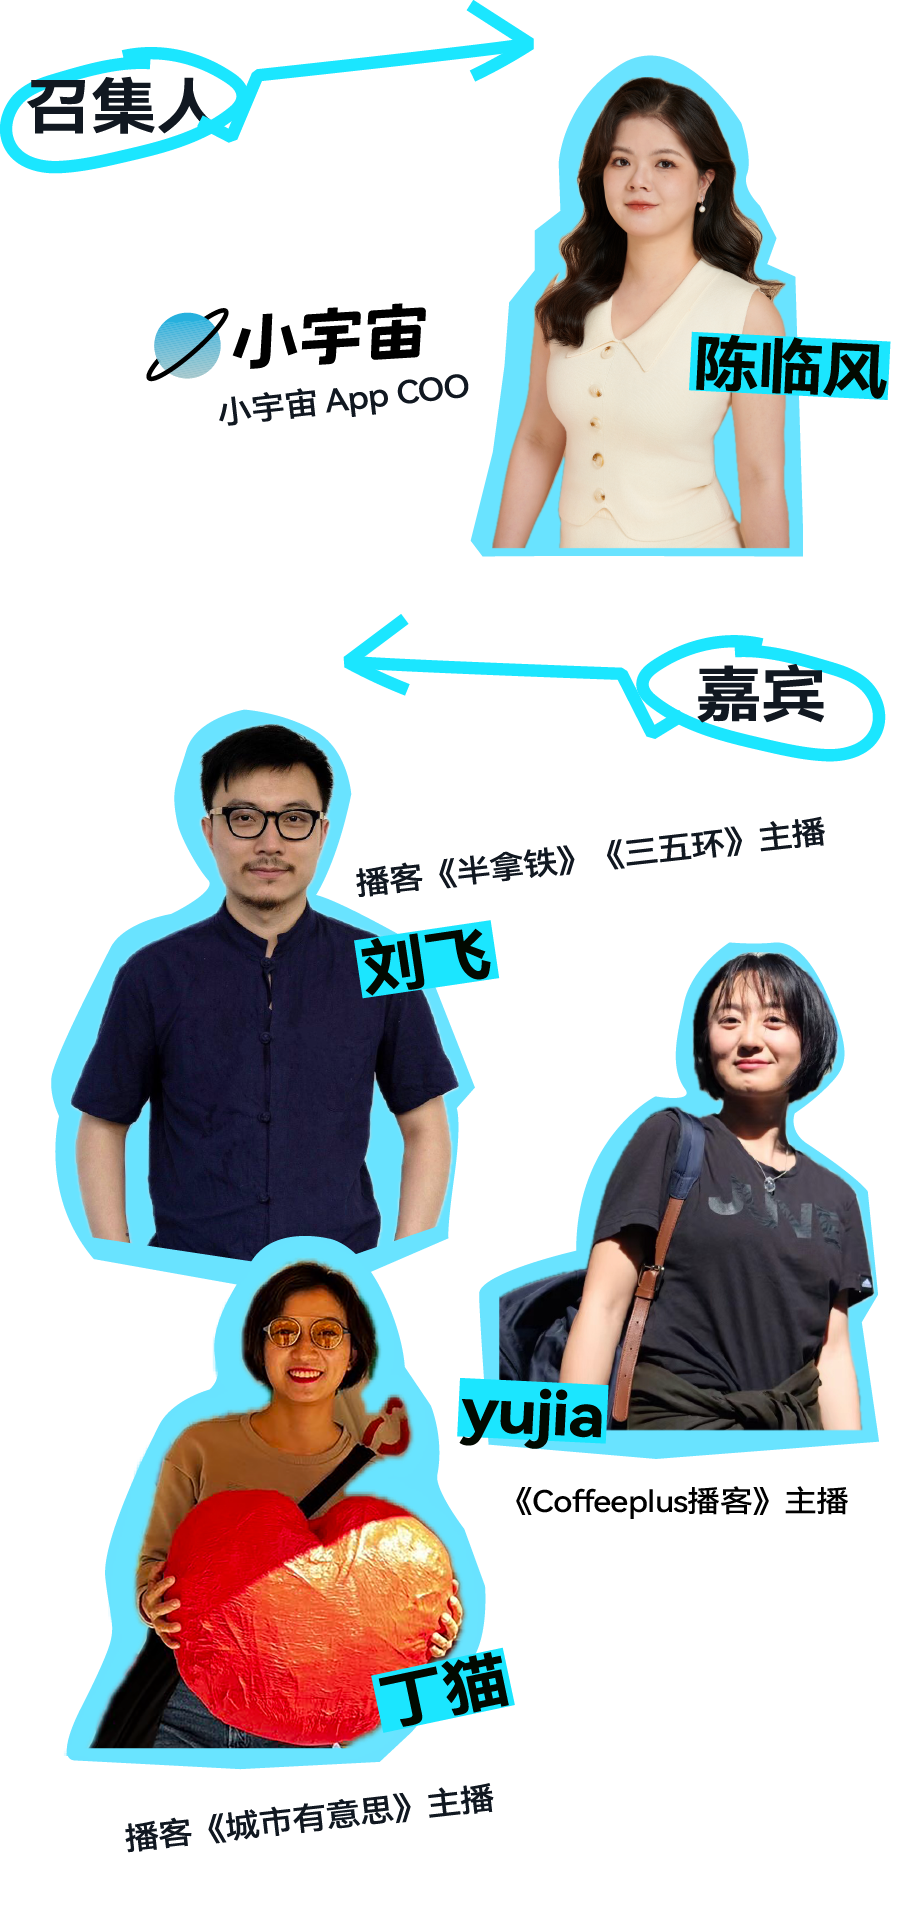 召集人
小宇宙
小宇宙 App COO
陈临风
嘉宾
播客《半拿铁》《三五环》主播
刘飞
JUNE
yujia
《Coffeeplus播客》主播
丁猫
播客《城市有意思》主播